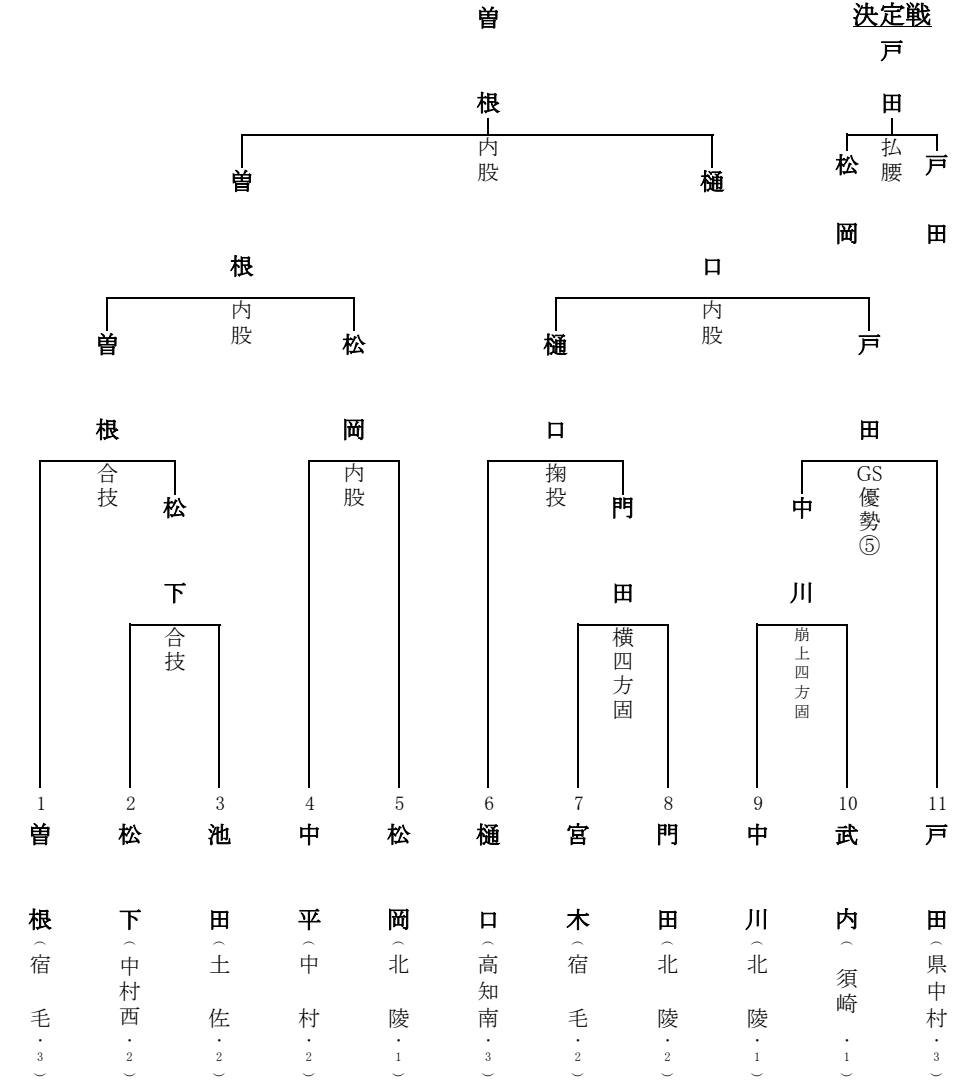 曽根
内股
曽根
樋口
決定戦
戸田
払腰
松岡
戸田
内股
曽根
松岡
内股
樋口
戸田
合技
松下
内股
掬投
門田
中川
GS優勢⑤
合技
横四方固
崩上四方固
1
2
3
4
5
6
7
8
9
10
11
曽根（宿毛・3）
松下（中村西・2）
池田（土佐・2）
中平（中村・2）
松岡（北陵・1）
樋口（高知南・3）
宮木（宿毛・2）
門田（北陵・2）
中川（北陵・1）
武内（須崎・1）
戸田（県中村・3）